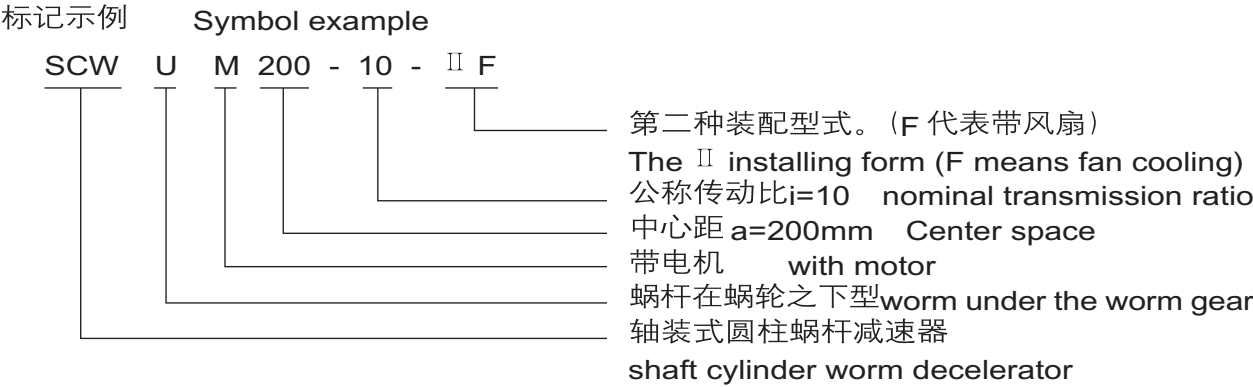 标记示例 Symbol example
SCW U M 200 - 10 - Ⅱ F
第二种装配型式。（F 代表带风扇）
The Ⅱ installing form (F means fan cooling)
公称传动比i=10 nominal transmission ratio
中心距 a=200mm Center space
带电机 with motor
蜗杆在蜗轮之下型worm under the worm gear
轴装式圆柱蜗杆减速器
shaft cylinder worm decelerator